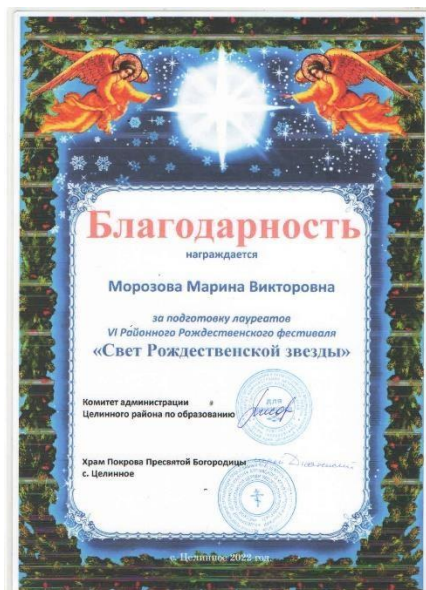 Благодарность
награждается
Морозова Марина Викторовна
за подготовку лауреатов
VI Районного Рождественского фестиваля
«Свет Рождественской звезды»
Комитет администрации
Целинного района по образованию
для
Храм Покрова Пресвятой Богородицы
с. Целинное
с. Целинное 2022 год